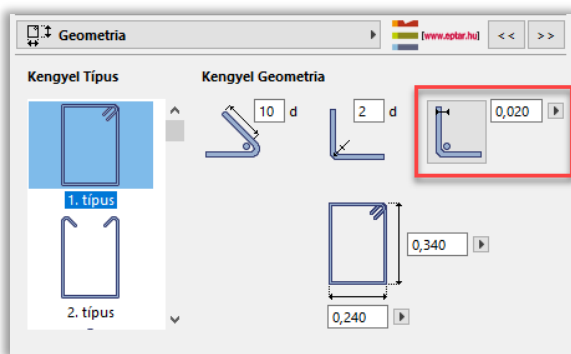 Geometria
[www.eptar.hu]
<<
>>
Kengyel Típus
Kengyel Geometria
10 d
2 d
0,020
1. típus
0,340
2. típus
0,240